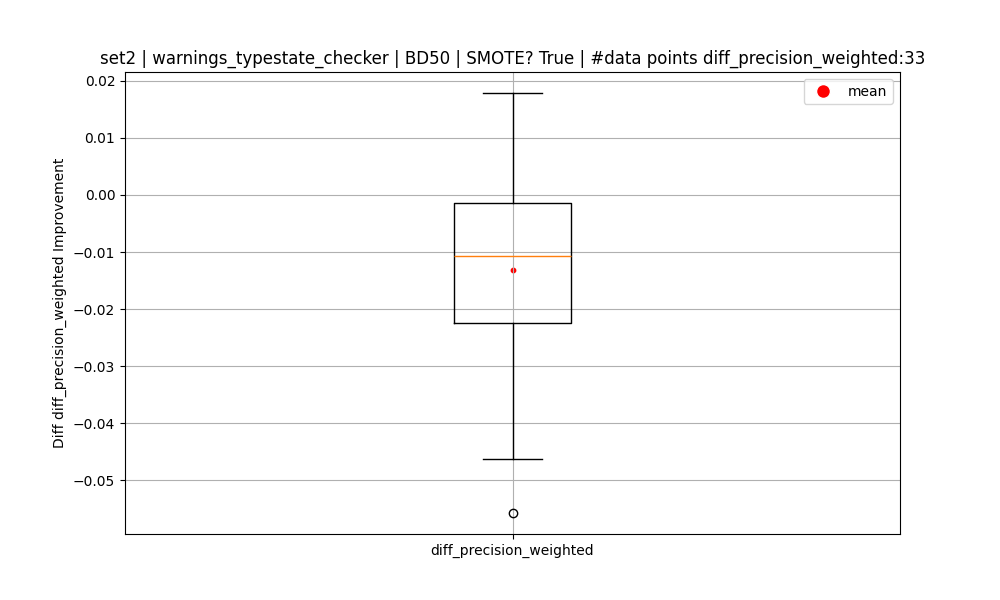 set2 | warnings_typestate_checker | BD50 | SMOTE? True | #data points diff_precision_weighted:33
mean
Diff diff_precision_weighted Improvement
0.02
0.01
0.00
−0.01
−0.02
−0.03
−0.04
−0.05
diff_precision_weighted